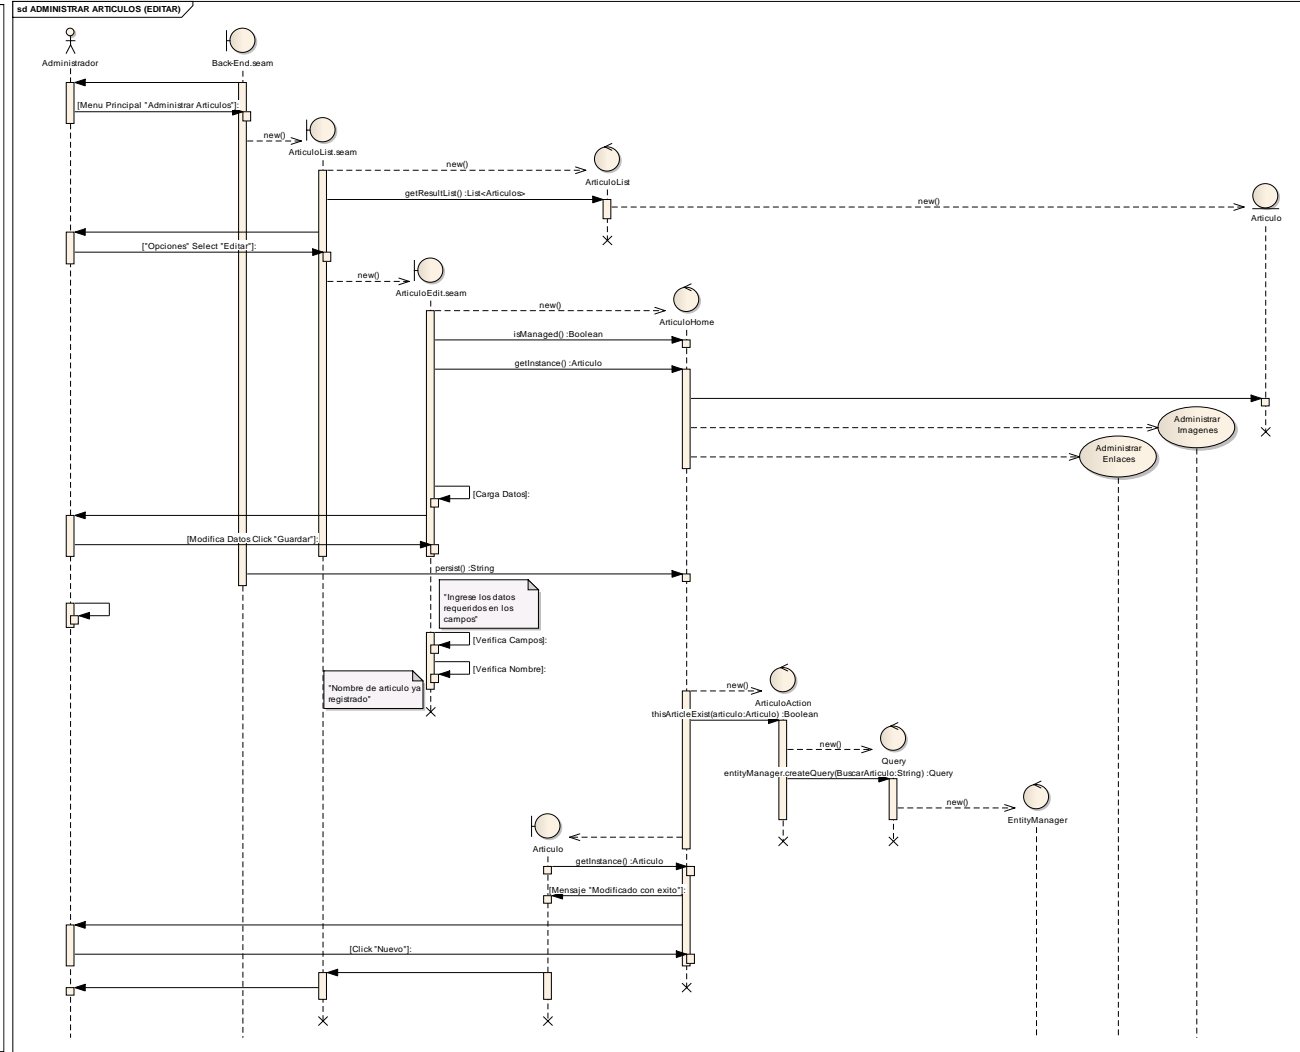 sd ADMINISTRAR ARTICULOS (EDITAR)
Administrador
Back-End.seam
[Menu Principal "Administrar Articulos"]:
new()
ArticuloList.seam
new()
ArticuloList
getResultList() :List<Articulos>
new()
Articulo
["Opciones" Select "Editar"]:
new()
ArticuloEdit.seam
new()
ArticuloHome
isManaged() :Boolean
getInstance() :Articulo
Administrar
Imagenes
Administrar
Enlaces
[Carga Datos]:
[Modifica Datos Click "Guardar"]:
persist() :String
"Ingrese los datos
requeridos en los
campos"
[Verifica Campos]:
[Verifica Nombre]:
"Nombre de articulo ya
registrado"
new()
ArticuloAction
thisArticleExist(articulo:Articulo) :Boolean
new()
Query
entityManager.createQuery(BuscarArticulo:String) :Query
new()
EntityManager
Articulo
getInstance() :Articulo
[Mensaje "Modificado con exito"]:
[Click "Nuevo"]: